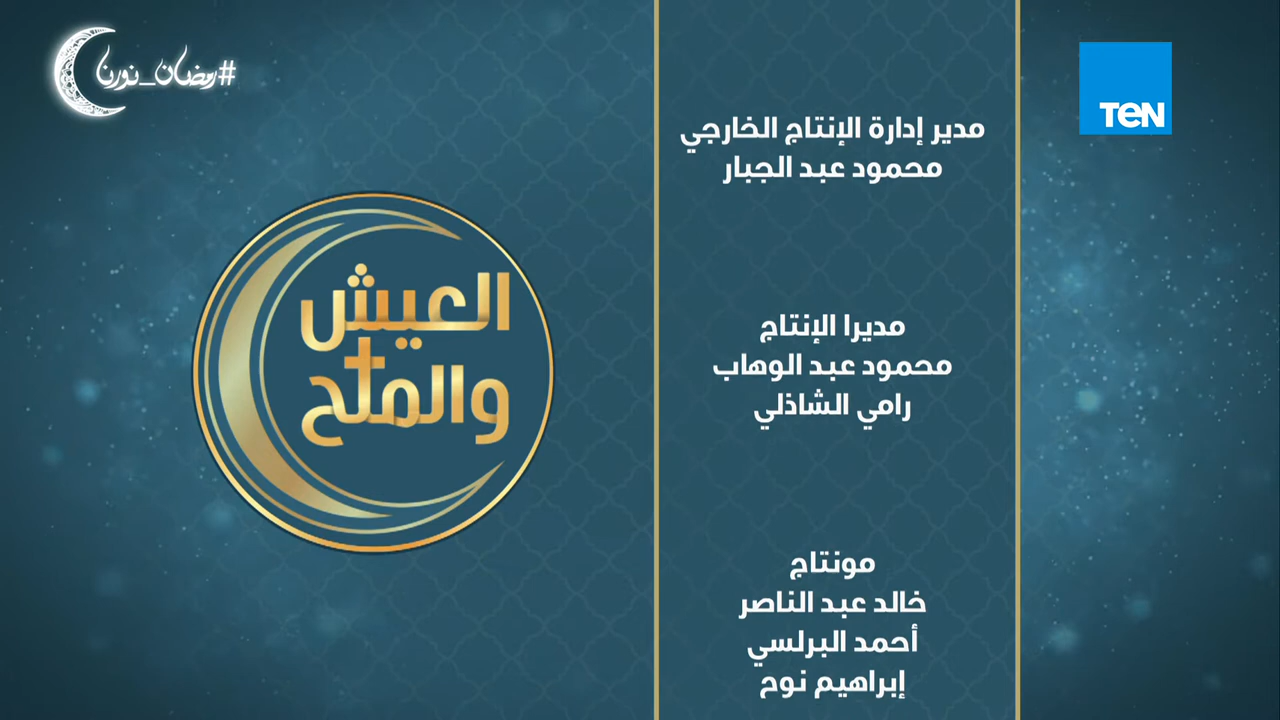 #رمضان_نورنا
TEN
العيش
والملح
مدير إدارة الإنتاج الخارجي
محمود عبد الجبار
مديرا الإنتاج
محمود عبد الوهاب
رامي الشاذلي
مونتاج
خالد عبد الناصر
أحمد البرلسي
إبراهيم نوح